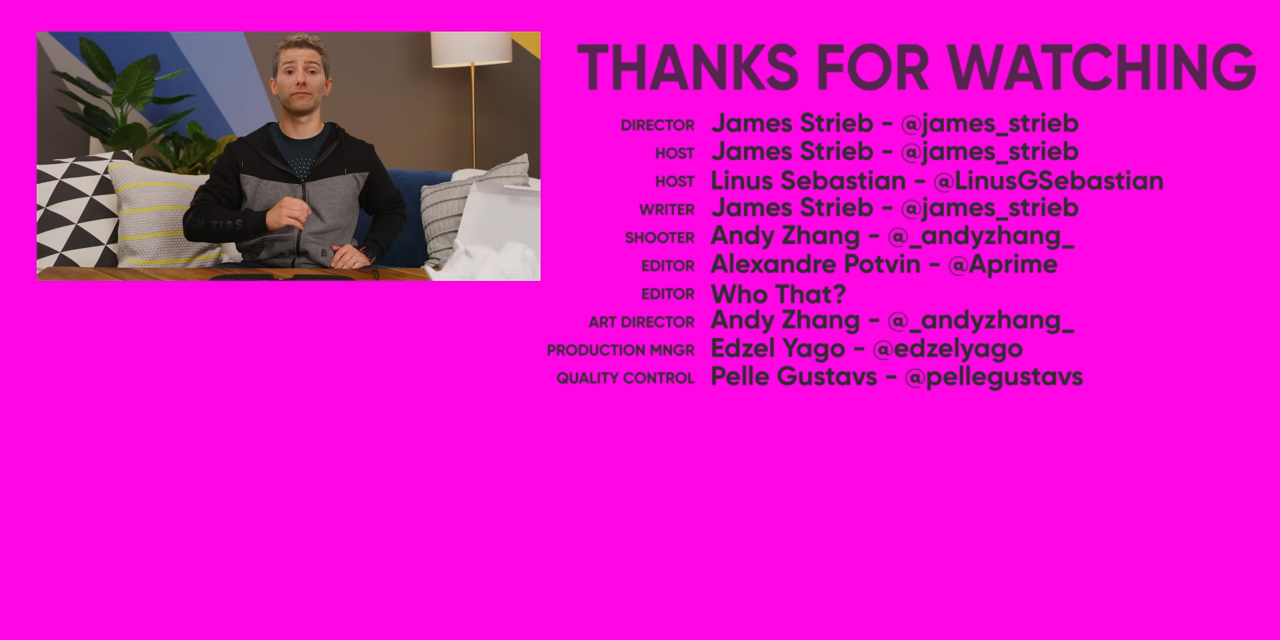 THANKS FOR WATCHING
DIRECTOR James Strieb - @james_strieb
HOST James Strieb - @james_strieb
HOST Linus Sebastian - @LinusGSebastian
WRITER James Strieb - @james_strieb
SHOOTER Andy Zhang - @_andyzhang_
EDITOR Alexandre Potvin - @Aprime
EDITOR Who That?
ART DIRECTOR Andy Zhang - @_andyzhang_
PRODUCTION MNGR Edzel Yago - @edzelyago
QUALITY CONTROL Pelle Gustavs - @pellegustavs